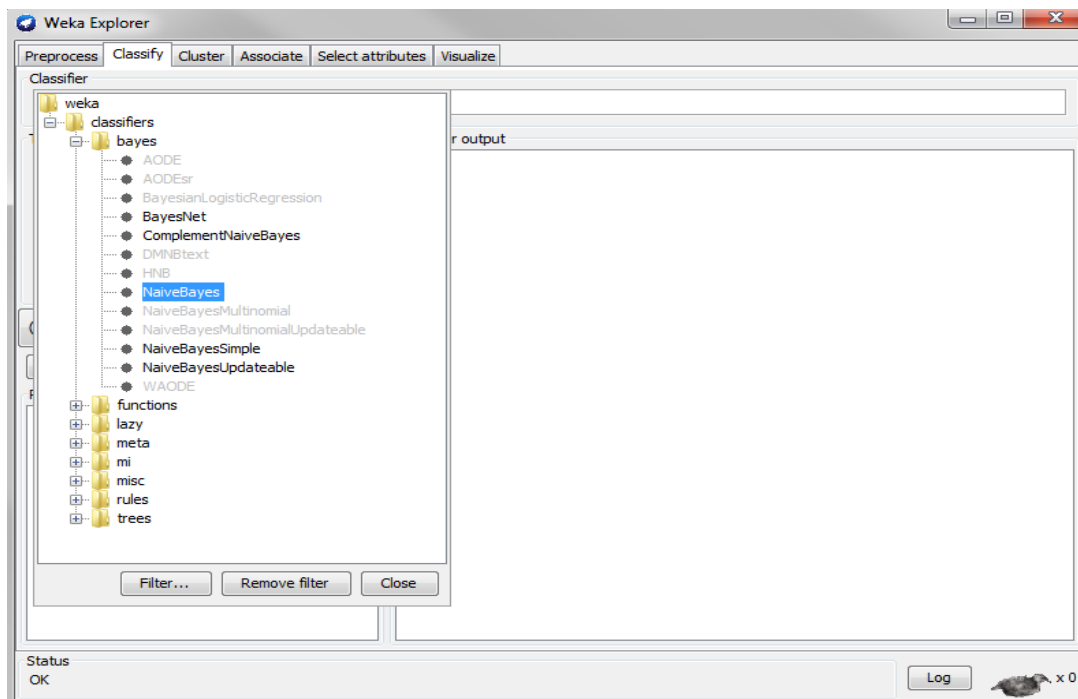 Weka Explorer
Preprocess Classify Cluster Associate Select attributes Visualize
Classifier
weka
classifiers
bayes
AODE
AODEsr
BayesianLogisticRegression
BayesNet
ComplementNaiveBayes
DMNBtext
HNB
NaiveBayes
NaiveBayesMultinomial
NaiveBayesMultinomialUpdateable
NaiveBayesSimple
NaiveBayesUpdateable
WAODE
functions
lazy
meta
mi
misc
rules
trees
Filter... Remove filter Close
r output
Status
OK
Log x 0